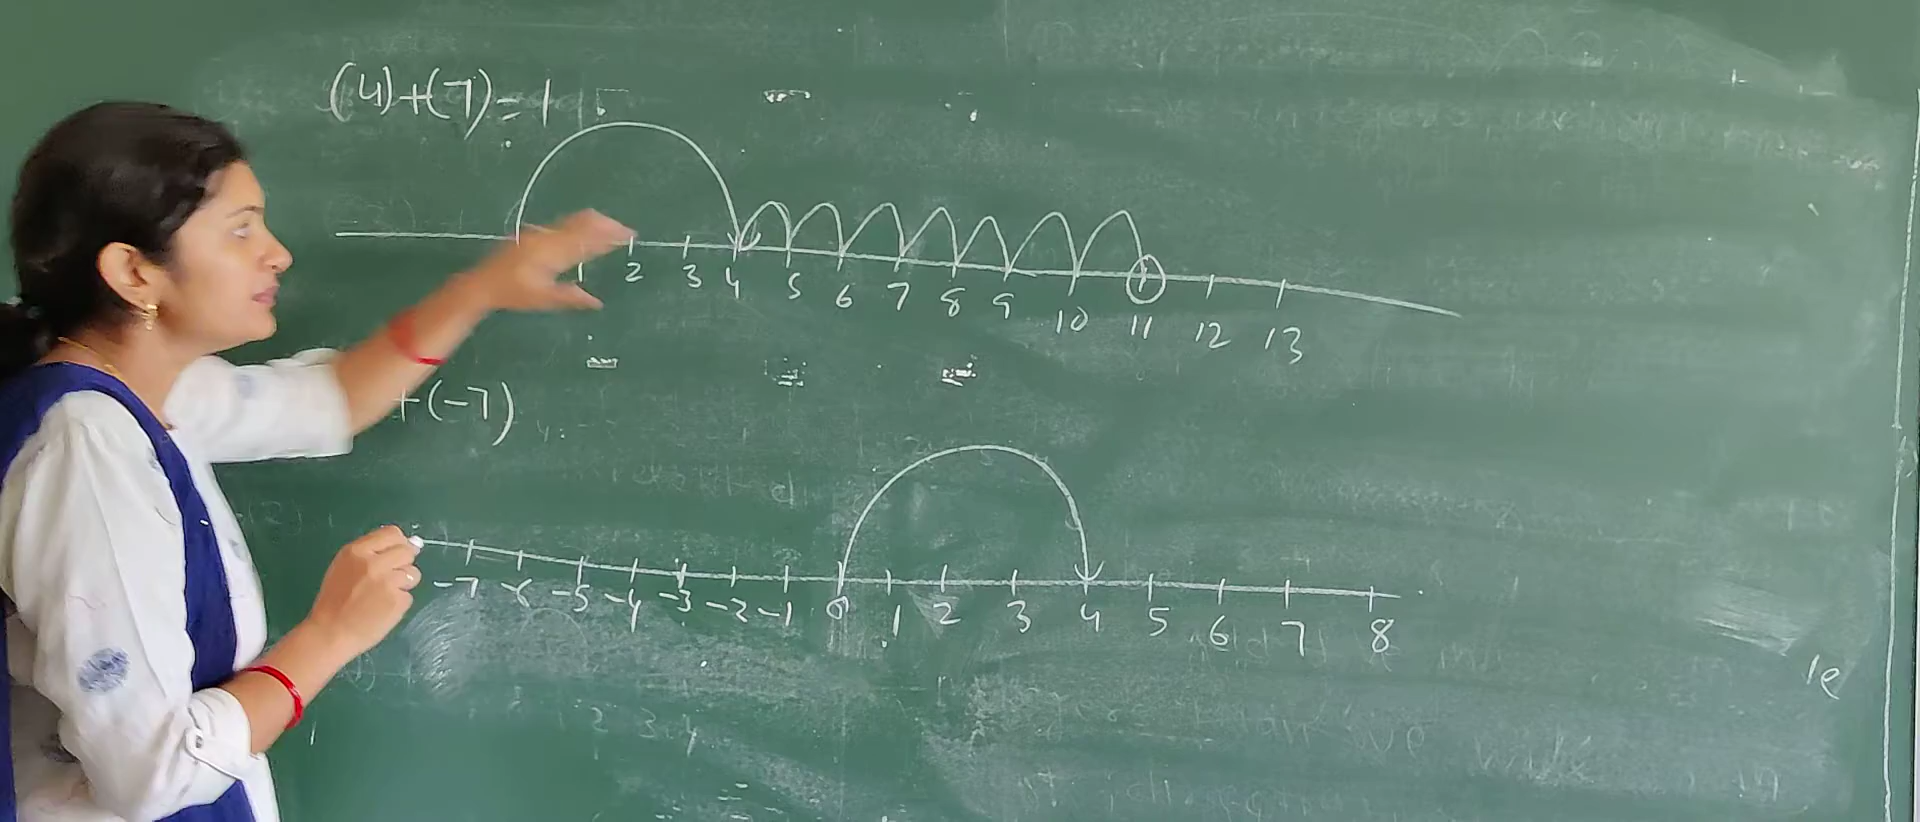 (4)+(7)=11
1 2 3 4 5 6 7 8 9 10 11 12 13
+(-7)
-7 -6 -5 -4 -3 -2 -1 0 1 2 3 4 5 6 7 8
le